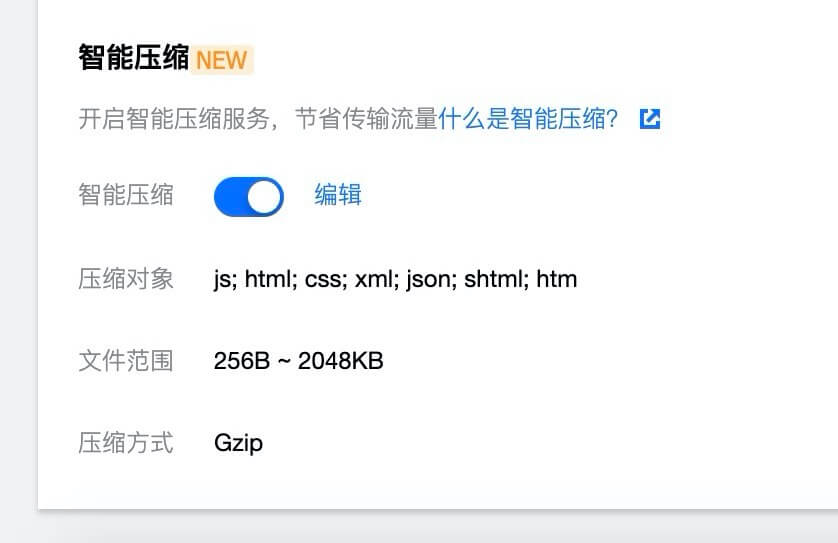 智能压缩 NEW
开启智能压缩服务，节省传输流量什么是智能压缩？
智能压缩 编辑
压缩对象 js; html; css; xml; json; shtml; htm
文件范围 256B ~ 2048KB
压缩方式 Gzip